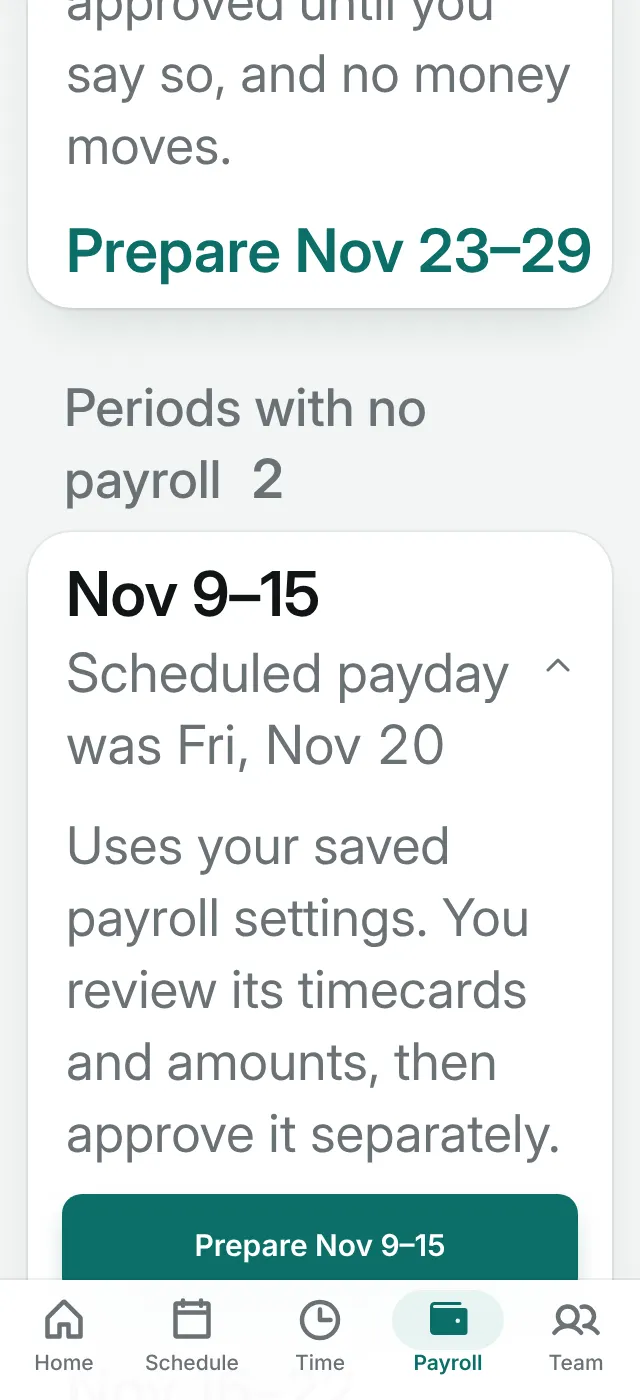 approved until you
say so, and no money
moves.
Prepare Nov 23–29
Periods with no
payroll 2
Nov 9–15
Scheduled payday
was Fri, Nov 20
Uses your saved
payroll settings. You
review its timecards
and amounts, then
approve it separately.
Prepare Nov 9–15
Home
Schedule
Time
Payroll
Team